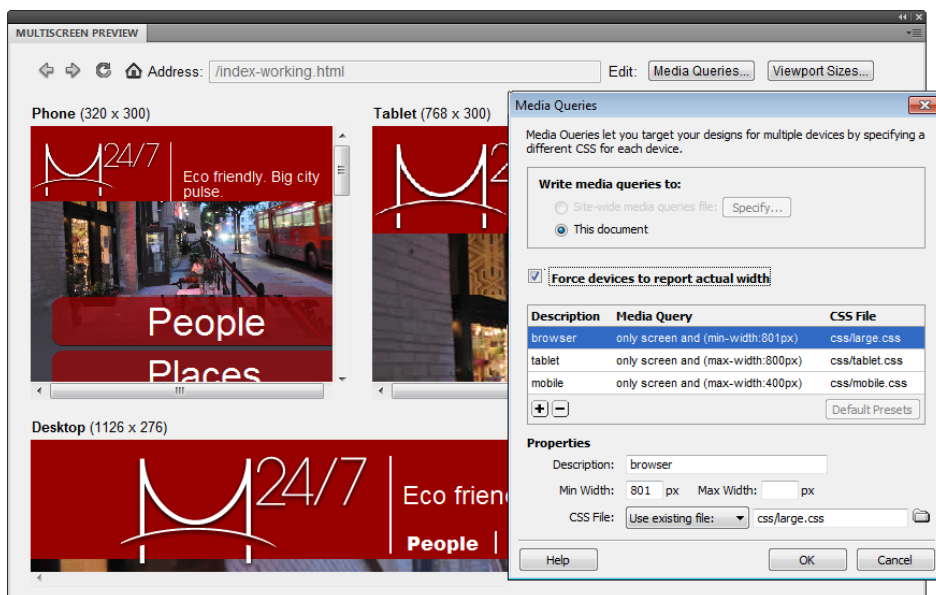 MULTISCREEN PREVIEW
Address: /index-working.html Edit: Media Queries... Viewport Sizes...
Phone (320 x 300)
24/7
Eco friendly. Big city
pulse.
People
Places
Tablet (768 x 300)
2
Desktop (1126 x 276)
24/7
Eco frien
People
Media Queries
Media Queries let you target your designs for multiple devices by specifying a
different CSS for each device.
Write media queries to:
Site-wide media queries file: Specify...
This document
Force devices to report actual width
Description Media Query CSS File
browser only screen and (min-width:801px) css/large.css
tablet only screen and (max-width:800px) css/tablet.css
mobile only screen and (max-width:400px) css/mobile.css
Default Presets
Properties
Description: browser
Min Width: 801 px Max Width: px
CSS File: Use existing file: css/large.css
Help OK Cancel